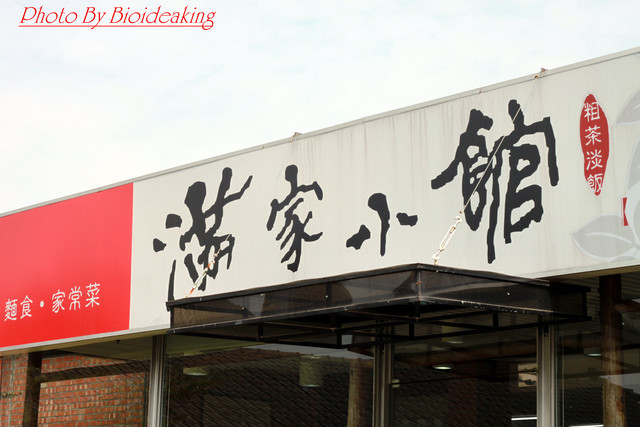 Photo By Bioideaking
滿家小館
粗茶淡飯
麵食・家常菜